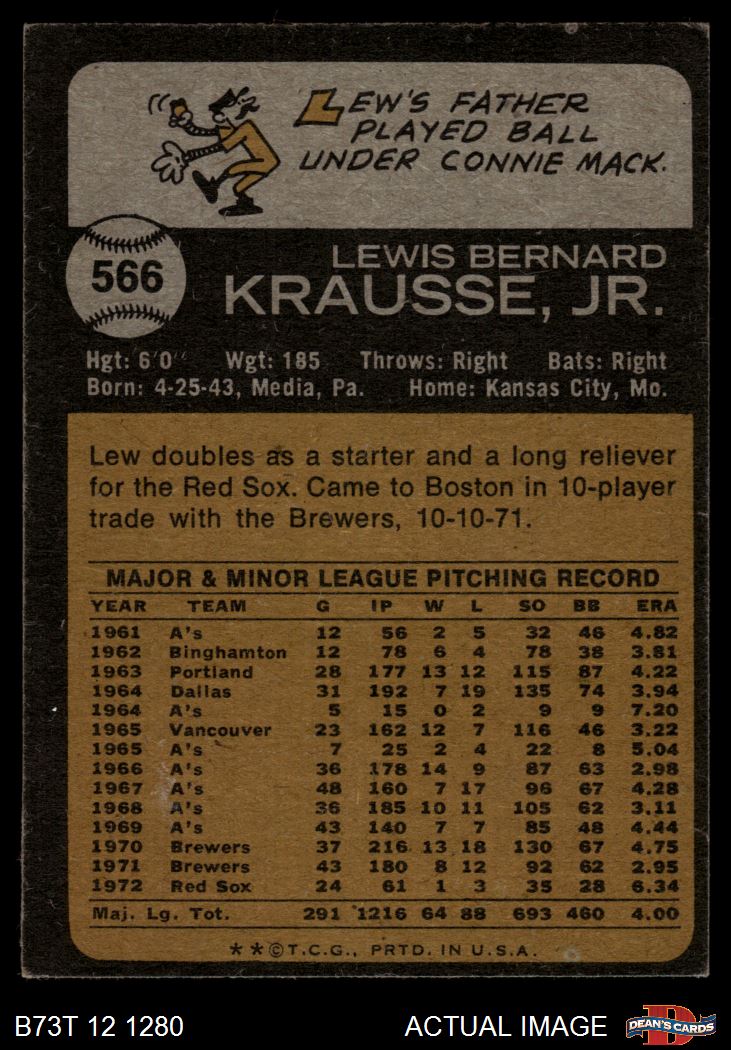 LEW'S FATHER
PLAYED BALL
UNDER CONNIE MACK.
566
LEWIS BERNARD
KRAUSSE, JR.
Hgt: 6'0" Wgt: 185 Throws: Right Bats: Right
Born: 4-25-43, Media, Pa. Home: Kansas City, Mo.
Lew doubles as a starter and a long reliever
for the Red Sox. Came to Boston in 10-player
trade with the Brewers, 10-10-71.
MAJOR & MINOR LEAGUE PITCHING RECORD
YEAR TEAM G IP W L SO BB ERA
1961 A's 12 56 2 5 32 46 4.82
1962 Binghamton 12 78 6 4 78 38 3.81
1963 Portland 28 177 13 12 115 87 4.22
1964 Dallas 31 192 7 19 135 74 3.94
1964 A's 5 15 0 2 9 9 7.20
1965 Vancouver 23 162 12 7 116 46 3.22
1965 A's 7 25 2 4 22 8 5.04
1966 A's 36 178 14 9 87 63 2.98
1967 A's 48 160 7 17 96 67 4.28
1968 A's 36 185 10 11 105 62 3.11
1969 A's 43 140 7 7 85 48 4.44
1970 Brewers 37 216 13 18 130 67 4.75
1971 Brewers 43 180 8 12 92 62 2.95
1972 Red Sox 24 61 1 3 35 28 6.34
Maj. Lg. Tot. 291 1216 64 88 693 460 4.00
**©T.C.G., PRTD. IN U.S.A.
B73T 12 1280 ACTUAL IMAGE DEAN'S CARDS